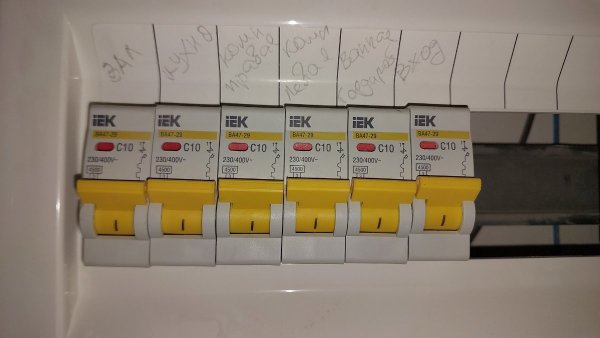 ЗАЛ
КУХНЯ
комн
правая
комн
левая
ванная
ВХОД
IEK
ВА47-29
C10
230/400V~
4500
IEK
ВА47-29
C10
230/400V~
4500
IEK
ВА47-29
C10
230/400V~
4500
IEK
ВА47-29
C10
230/400V~
4500
IEK
ВА47-29
C10
230/400V~
4500
IEK
ВА47-29
C10
230/400V~
4500
I
I
I
I
I
I